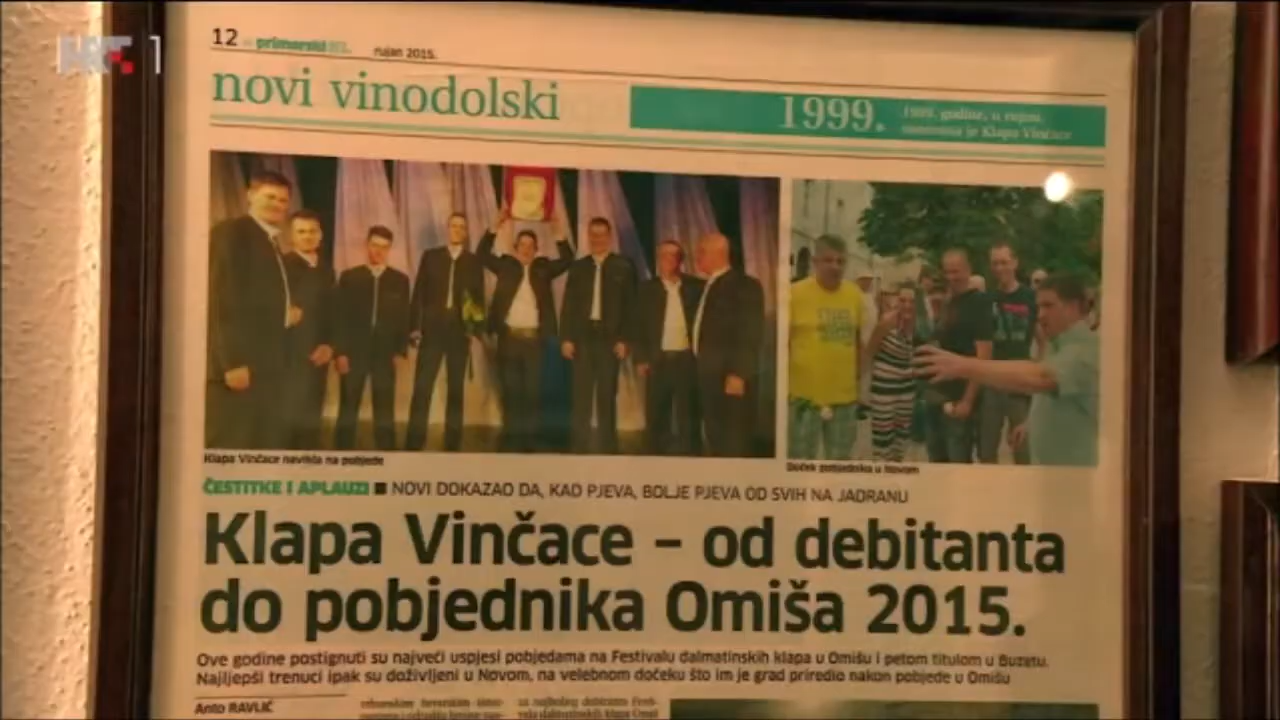 HRT 1
12 primorski
rujan 2015.
novi vinodolski
1999.
1999. godine, u rujnu,
osnovana je Klapa Vinčace
Klapa Vinčace navikla na pobjede
Doček pobjednika u Novom
ČESTITKE I APLAUZI ■ NOVI DOKAZAO DA, KAD PJEVA, BOLJE PJEVA OD SVIH NA JADRANU
Klapa Vinčace – od debitanta
do pobjednika Omiša 2015.
Ove godine postignuti su najveći uspjesi pobjedama na Festivalu dalmatinskih klapa u Omišu i petom titulom u Buzetu.
Najljepši trenuci ipak su doživljeni u Novom, na velebnom dočeku što im je grad priredio nakon pobjede u Omišu
Anto RAVLIĆ